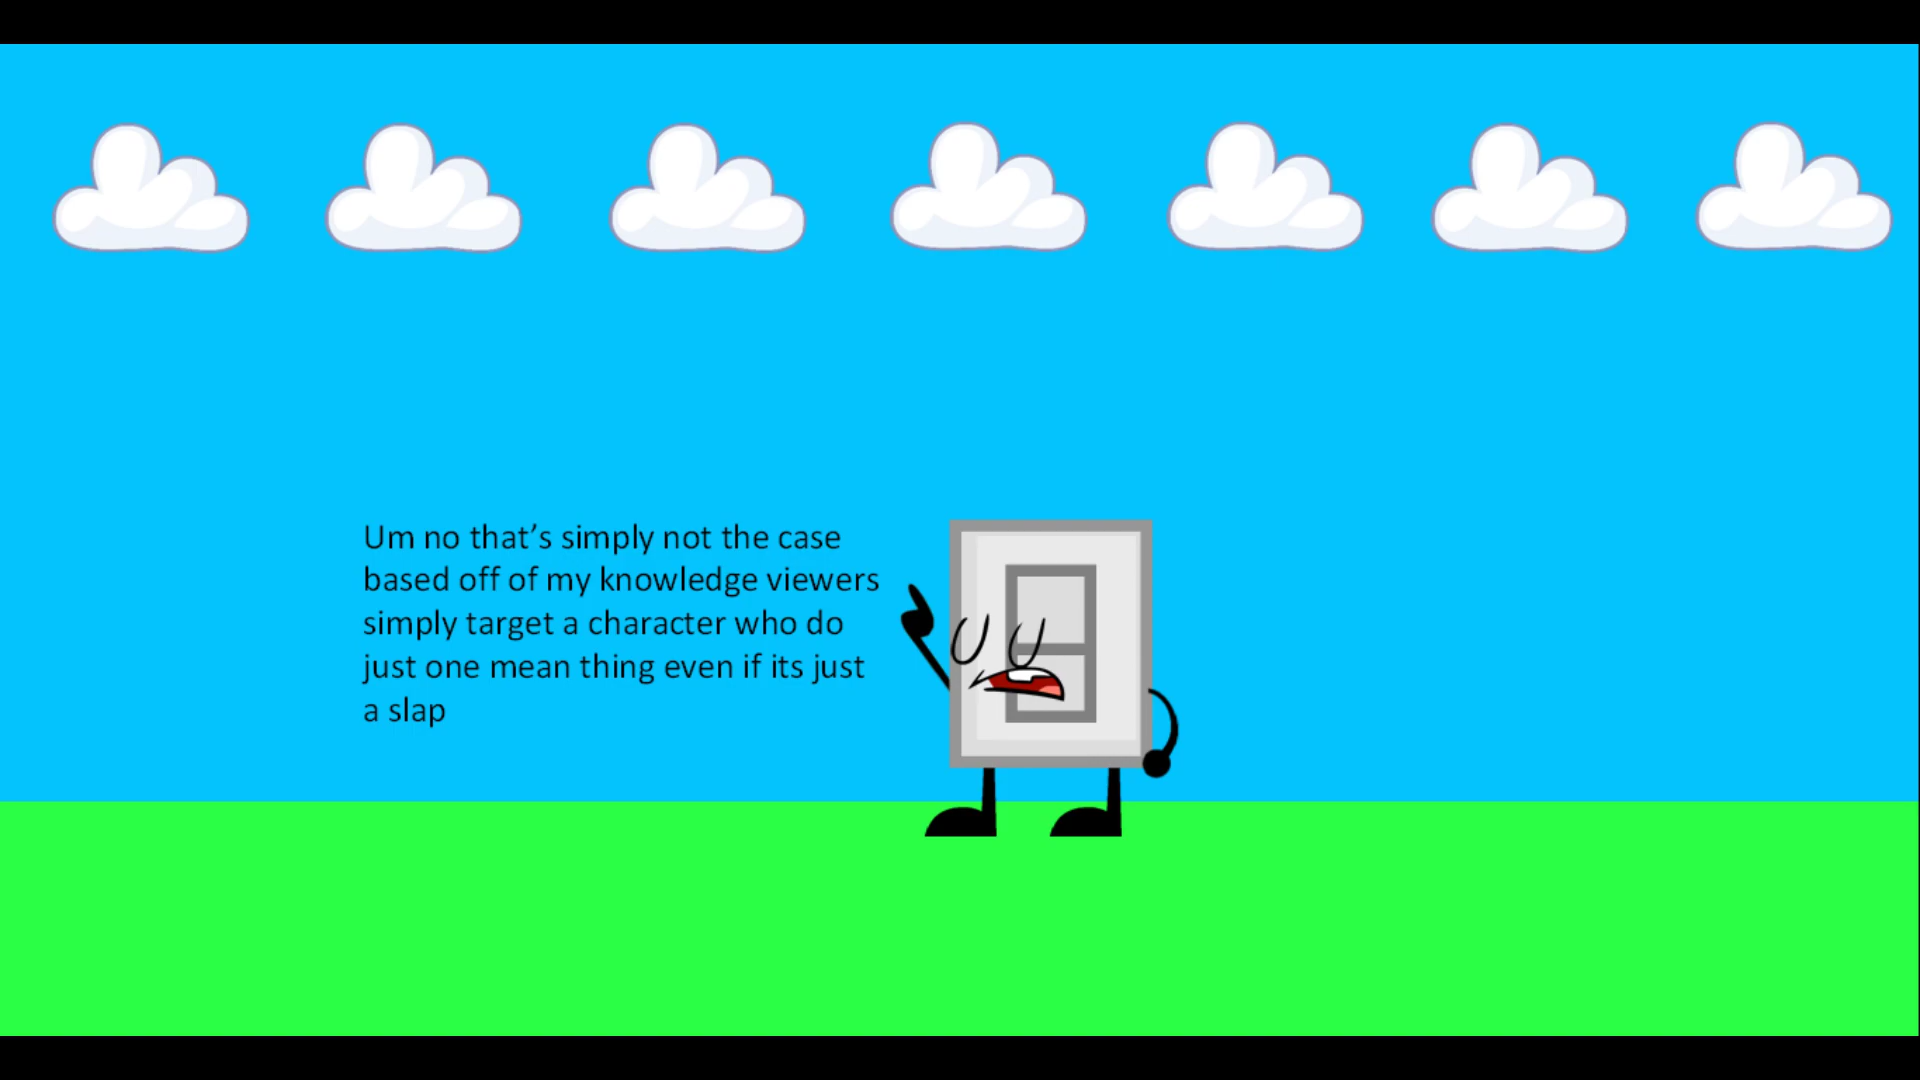 Um no that’s simply not the case
based off of my knowledge viewers
simply target a character who do
just one mean thing even if its just
a slap